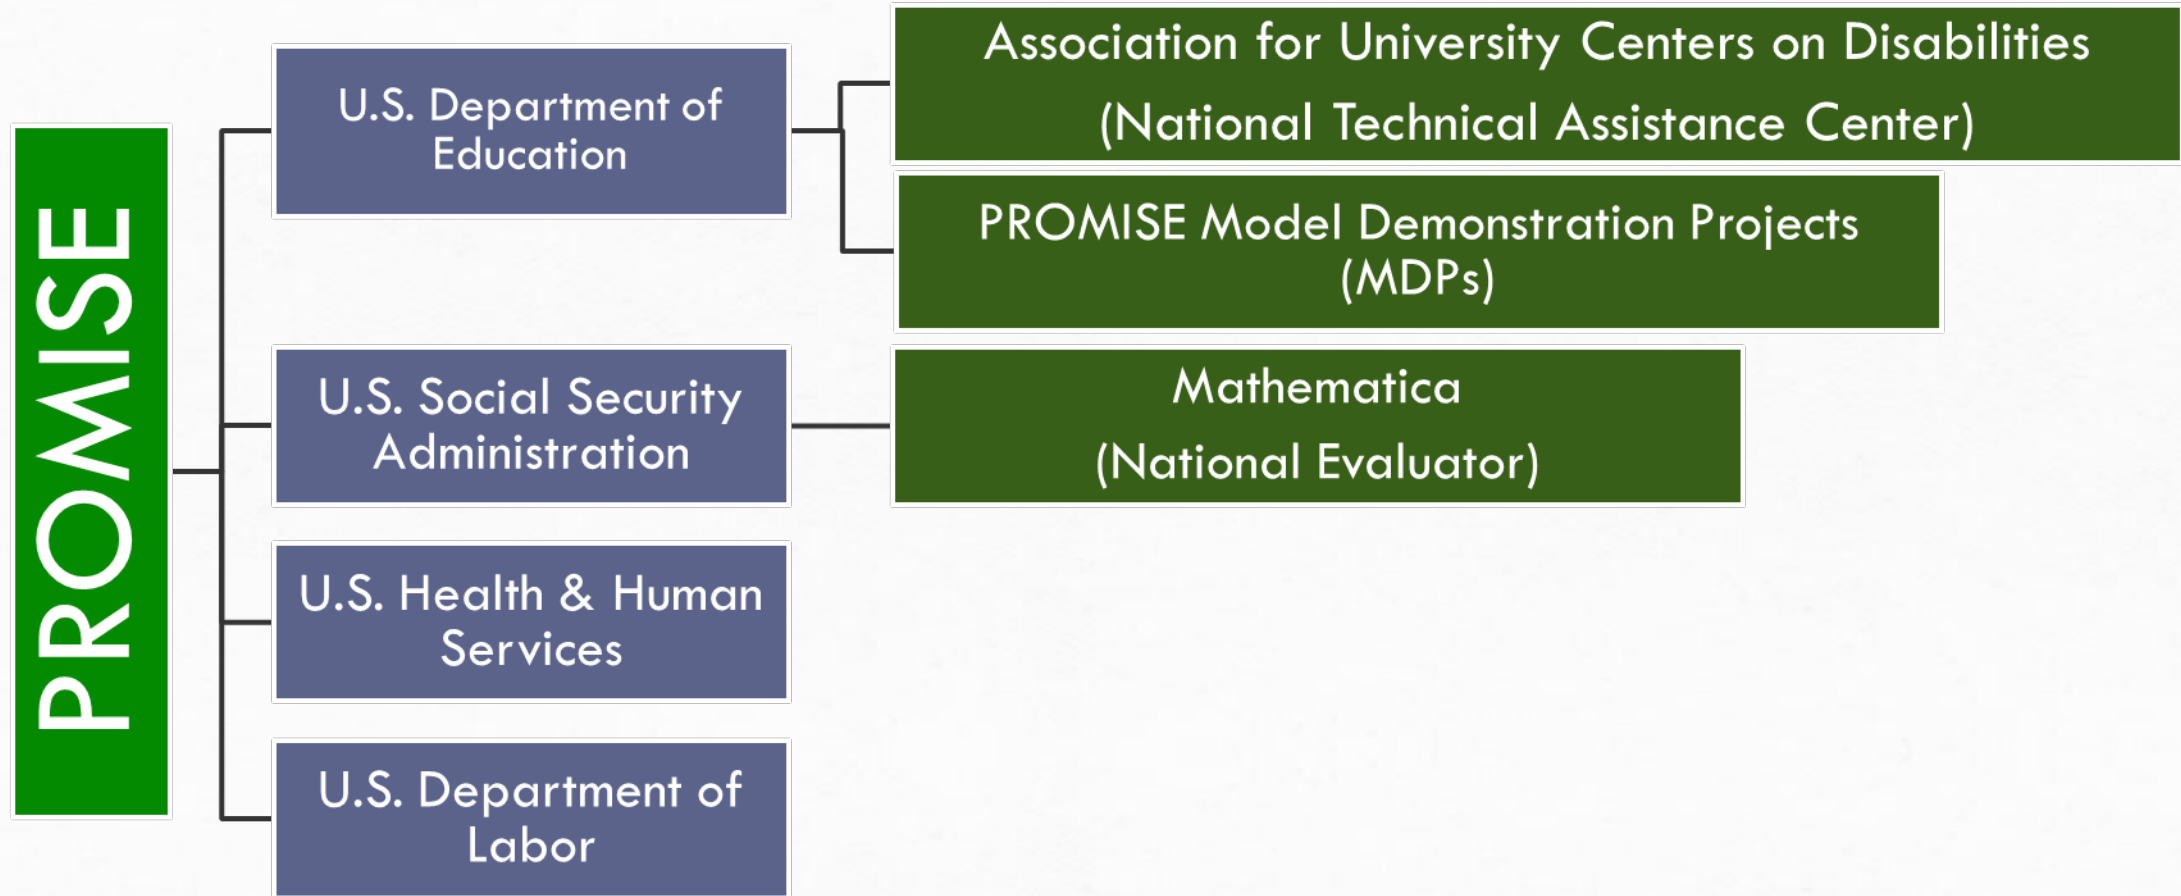 PROMISE
U.S. Department of
Education
Association for University Centers on Disabilities
(National Technical Assistance Center)
PROMISE Model Demonstration Projects
(MDPs)
U.S. Social Security
Administration
Mathematica
(National Evaluator)
U.S. Health & Human
Services
U.S. Department of
Labor